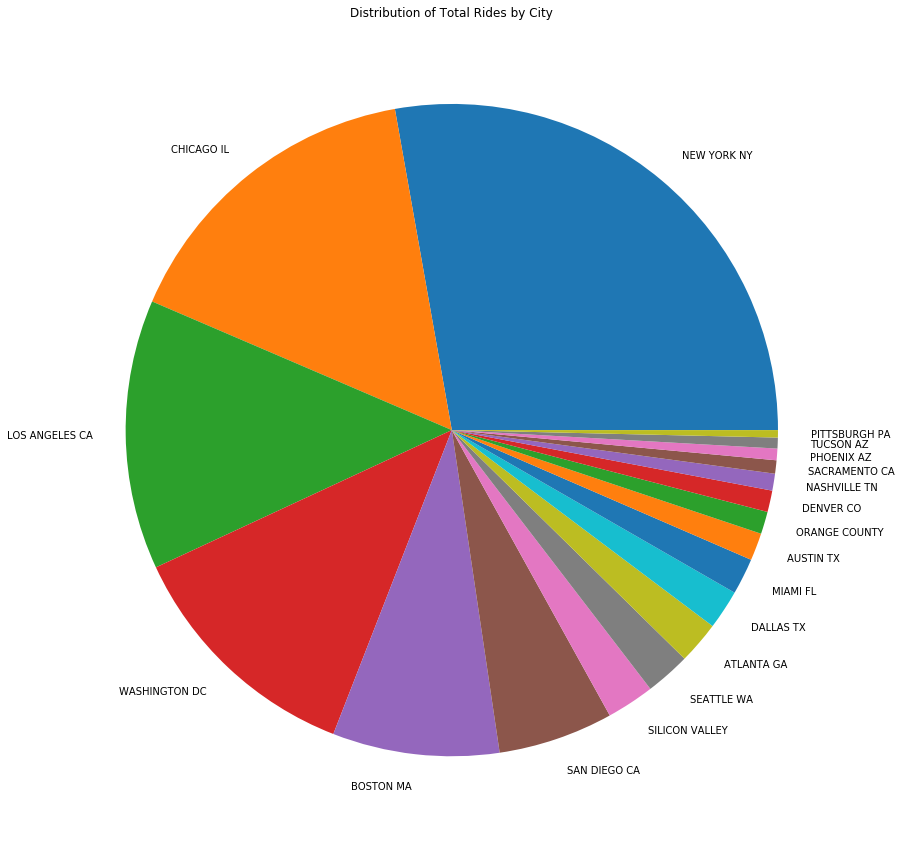 Distribution of Total Rides by City
NEW YORK NY
CHICAGO IL
LOS ANGELES CA
WASHINGTON DC
BOSTON MA
SAN DIEGO CA
SILICON VALLEY
SEATTLE WA
ATLANTA GA
DALLAS TX
MIAMI FL
AUSTIN TX
ORANGE COUNTY
DENVER CO
NASHVILLE TN
SACRAMENTO CA
PHOENIX AZ
TUCSON AZ
PITTSBURGH PA